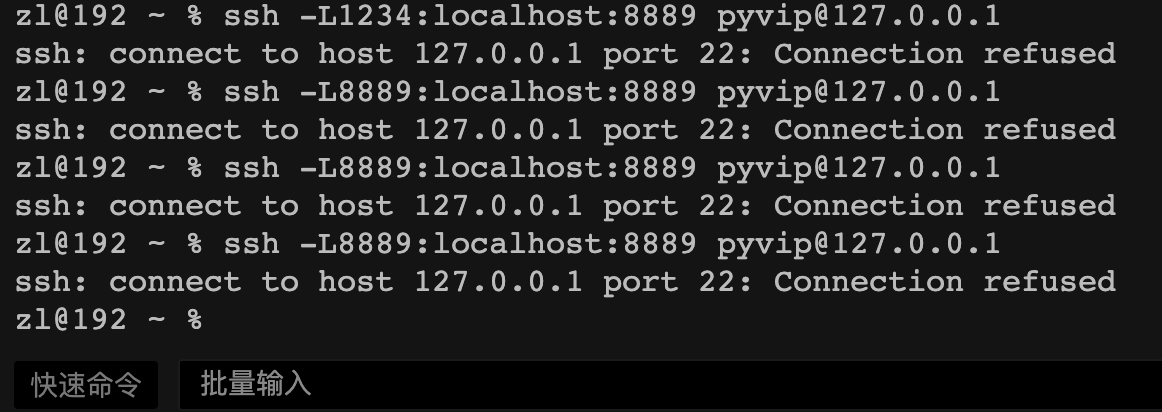 zl@192 ~ % ssh -L1234:localhost:8889 pyvip@127.0.0.1
ssh: connect to host 127.0.0.1 port 22: Connection refused
zl@192 ~ % ssh -L8889:localhost:8889 pyvip@127.0.0.1
ssh: connect to host 127.0.0.1 port 22: Connection refused
zl@192 ~ % ssh -L8889:localhost:8889 pyvip@127.0.0.1
ssh: connect to host 127.0.0.1 port 22: Connection refused
zl@192 ~ % ssh -L8889:localhost:8889 pyvip@127.0.0.1
ssh: connect to host 127.0.0.1 port 22: Connection refused
zl@192 ~ %
快速命令 批量输入